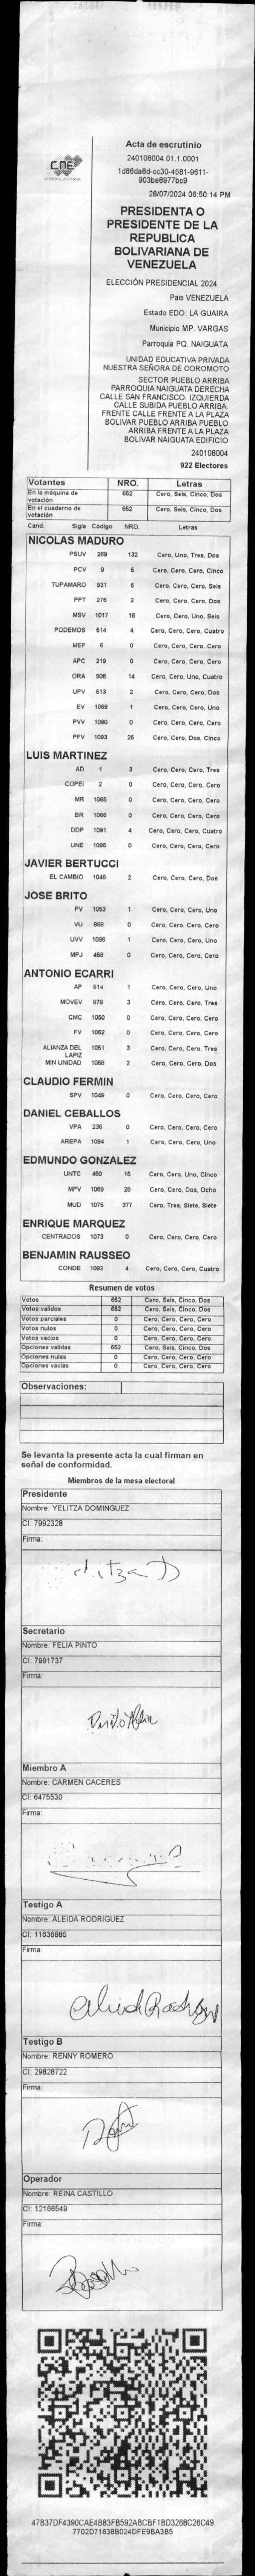 CNE
Acta de escrutinio
240108004.01.1.0001
1d86da8d-cc30-4581-9611-
903be8977bc9
28/07/2024 06:50:14 PM
PRESIDENTA O
PRESIDENTE DE LA
REPUBLICA
BOLIVARIANA DE
VENEZUELA
ELECCIÓN PRESIDENCIAL 2024
País VENEZUELA
Estado EDO. LA GUAIRA
Municipio MP. VARGAS
Parroquia PQ. NAIGUATA
UNIDAD EDUCATIVA PRIVADA
NUESTRA SEÑORA DE COROMOTO
SECTOR PUEBLO ARRIBA
PARROQUIA NAIGUATA DERECHA
CALLE SAN FRANCISCO. IZQUIERDA
CALLE SUBIDA PUEBLO ARRIBA.
FRENTE CALLE FRENTE A LA PLAZA
BOLIVAR PUEBLO ARRIBA PUEBLO
ARRIBA FRENTE A LA PLAZA
BOLIVAR NAIGUATA EDIFICIO
240108004
922 Electores
Votantes NRO. Letras
En la máquina de votación 652 Cero, Seis, Cinco, Dos
En el cuaderno de votación 652 Cero, Seis, Cinco, Dos
Cand. Sigla Código NRO. Letras
NICOLAS MADURO
PSUV 269 132 Cero, Uno, Tres, Dos
PCV 9 5 Cero, Cero, Cero, Cinco
TUPAMARO 931 6 Cero, Cero, Cero, Seis
PPT 276 2 Cero, Cero, Cero, Dos
MSV 1017 16 Cero, Cero, Uno, Seis
PODEMOS 514 4 Cero, Cero, Cero, Cuatro
MEP 6 0 Cero, Cero, Cero, Cero
APC 219 0 Cero, Cero, Cero, Cero
ORA 906 14 Cero, Cero, Uno, Cuatro
UPV 513 2 Cero, Cero, Cero, Dos
EV 1089 1 Cero, Cero, Cero, Uno
PVV 1090 0 Cero, Cero, Cero, Cero
PFV 1093 25 Cero, Cero, Dos, Cinco
LUIS MARTINEZ
AD 1 3 Cero, Cero, Cero, Tres
COPEI 2 0 Cero, Cero, Cero, Cero
MR 1065 0 Cero, Cero, Cero, Cero
BR 1066 0 Cero, Cero, Cero, Cero
DDP 1091 4 Cero, Cero, Cero, Cuatro
UNE 1095 0 Cero, Cero, Cero, Cero
JAVIER BERTUCCI
EL CAMBIO 1046 2 Cero, Cero, Cero, Dos
JOSE BRITO
PV 1053 1 Cero, Cero, Cero, Uno
VU 868 0 Cero, Cero, Cero, Cero
UVV 1096 1 Cero, Cero, Cero, Uno
MPJ 458 0 Cero, Cero, Cero, Cero
ANTONIO ECARRI
AP 614 1 Cero, Cero, Cero, Uno
MOVEV 879 3 Cero, Cero, Cero, Tres
CMC 1050 0 Cero, Cero, Cero, Cero
FV 1062 0 Cero, Cero, Cero, Cero
ALIANZA DEL LAPIZ 1051 3 Cero, Cero, Cero, Tres
MIN UNIDAD 1068 2 Cero, Cero, Cero, Dos
CLAUDIO FERMIN
SPV 1049 0 Cero, Cero, Cero, Cero
DANIEL CEBALLOS
VPA 236 0 Cero, Cero, Cero, Cero
AREPA 1094 1 Cero, Cero, Cero, Uno
EDMUNDO GONZALEZ
UNTC 460 15 Cero, Cero, Uno, Cinco
MPV 1069 28 Cero, Cero, Dos, Ocho
MUD 1075 377 Cero, Tres, Siete, Siete
ENRIQUE MARQUEZ
CENTRADOS 1073 0 Cero, Cero, Cero, Cero
BENJAMIN RAUSSEO
CONDE 1092 4 Cero, Cero, Cero, Cuatro
Resumen de votos
Votos 652 Cero, Seis, Cinco, Dos
Votos validos 652 Cero, Seis, Cinco, Dos
Votos parciales 0 Cero, Cero, Cero, Cero
Votos nulos 0 Cero, Cero, Cero, Cero
Votos vacios 0 Cero, Cero, Cero, Cero
Opciones validas 652 Cero, Seis, Cinco, Dos
Opciones nulas 0 Cero, Cero, Cero, Cero
Opciones vacias 0 Cero, Cero, Cero, Cero
Observaciones:
Se levanta la presente acta la cual firman en
señal de conformidad.
Miembros de la mesa electoral
Presidente
Nombre: YELITZA DOMINGUEZ
CI: 7992328
Firma:
Secretario
Nombre: FELIA PINTO
CI: 7991737
Firma:
Miembro A
Nombre: CARMEN CACERES
CI: 6475530
Firma:
Testigo A
Nombre: ALEIDA RODRIGUEZ
CI: 11636885
Firma:
Testigo B
Nombre: RENNY ROMERO
CI: 29828722
Firma:
Operador
Nombre: REINA CASTILLO
CI: 12166549
Firma:
47B37DF4390CAE4B83FB592ABCBF1BD3268C26C49
7702D71638B024DFE9BA3B5